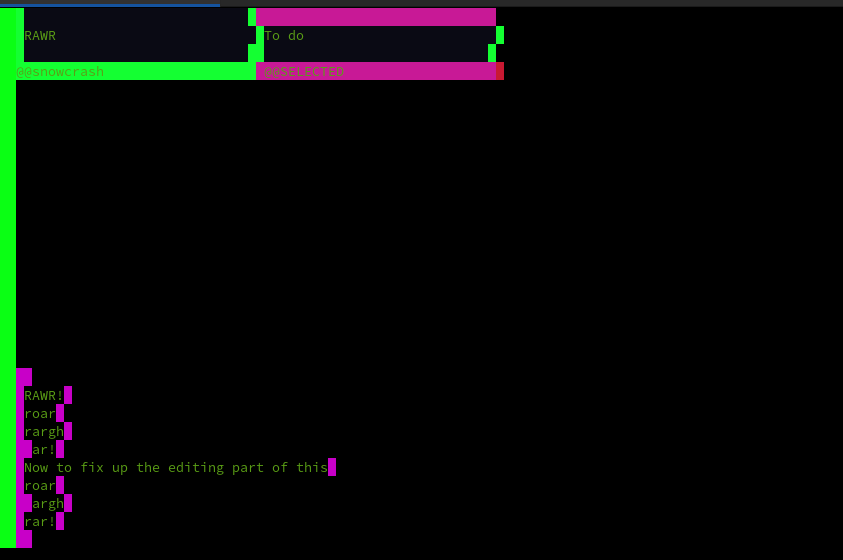 RAWR
To do
@@snowcrash
@@SELECTED
RAWR!
roar
rargh
ar!
Now to fix up the editing part of this
roar
argh
rar!